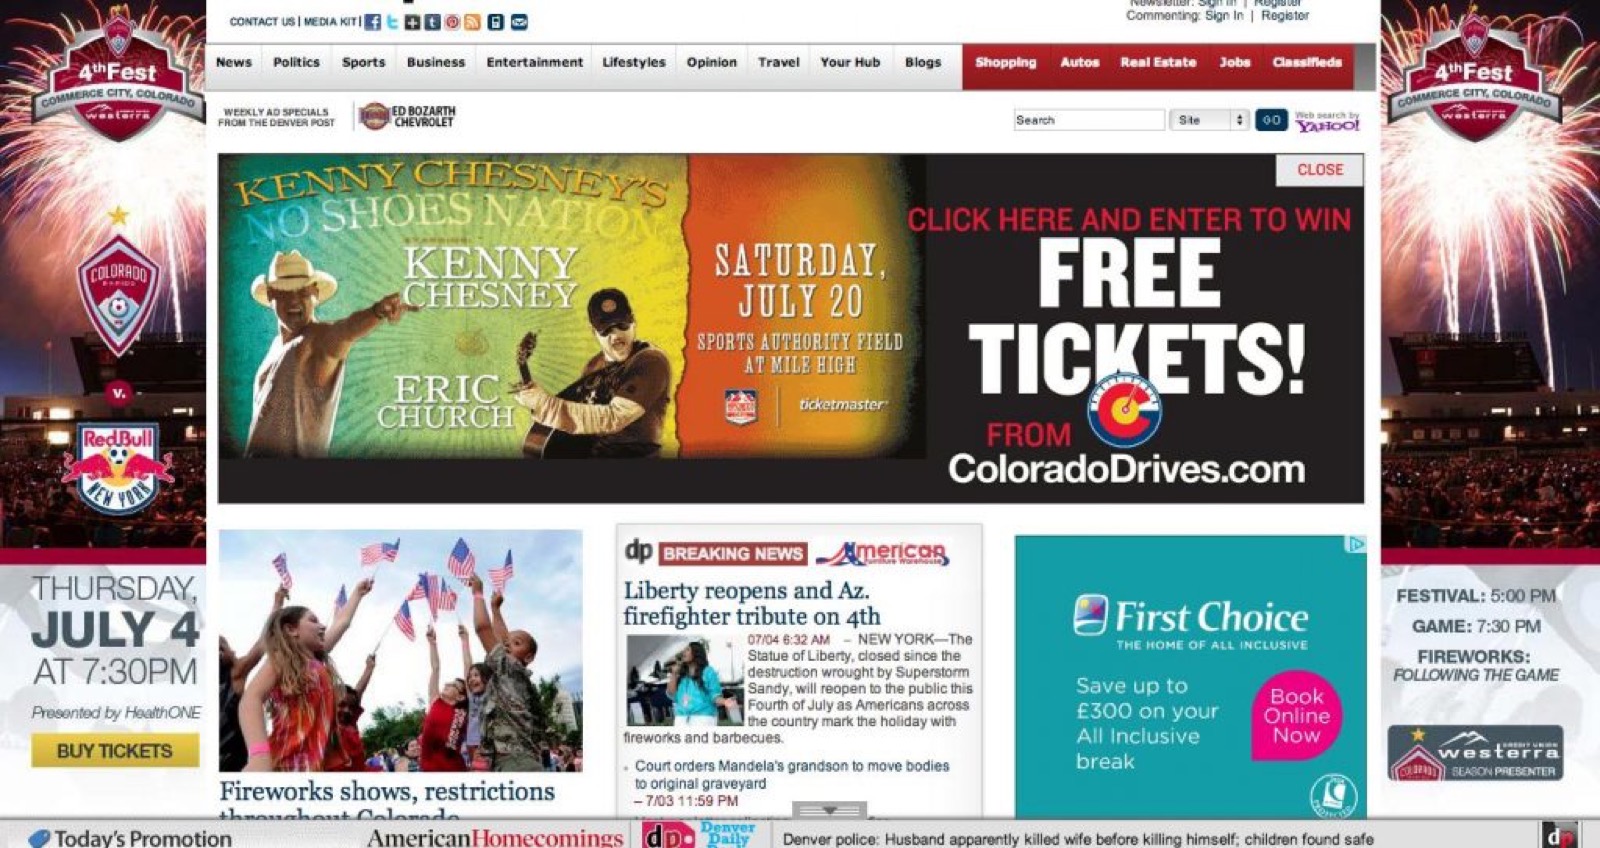 Newsletter: Sign In | Register
CONTACT US | MEDIA KIT |
Commenting: Sign In | Register
News Politics Sports Business Entertainment Lifestyles Opinion Travel Your Hub Blogs Shopping Autos Real Estate Jobs Classifieds
WEEKLY AD SPECIALS
FROM THE DENVER POST
ED BOZARTH
CHEVROLET
Search Site GO Web search by
YAHOO!
4thFest
COMMERCE CITY, COLORADO
westerra
COLORADO
RAPIDS
v.
Red Bull
NEW YORK
THURSDAY,
JULY 4
AT 7:30PM
Presented by HealthONE
BUY TICKETS
KENNY CHESNEY'S
NO SHOES NATION
KENNY
CHESNEY
ERIC
CHURCH
SATURDAY,
JULY 20
SPORTS AUTHORITY FIELD
AT MILE HIGH
ticketmaster
CLOSE
CLICK HERE AND ENTER TO WIN
FREE
TICKETS!
FROM
ColoradoDrives.com
Fireworks shows, restrictions
throughout Colorado
dp BREAKING NEWS American
Furniture Warehouse
Liberty reopens and Az.
firefighter tribute on 4th
07/04 6:32 AM – NEW YORK—The
Statue of Liberty, closed since the
destruction wrought by Superstorm
Sandy, will reopen to the public this
Fourth of July as Americans across
the country mark the holiday with
fireworks and barbecues.
Court orders Mandela's grandson to move bodies
to original graveyard
– 7/03 11:59 PM
First Choice
THE HOME OF ALL INCLUSIVE
Save up to
£300 on your
All Inclusive
break
Book
Online
Now
4thFest
COMMERCE CITY, COLORADO
westerra
FESTIVAL: 5:00 PM
GAME: 7:30 PM
FIREWORKS:
FOLLOWING THE GAME
westerra
CREDIT UNION
SEASON PRESENTER
Today's Promotion AmericanHomecomings dp Denver
Daily
Denver police: Husband apparently killed wife before killing himself; children found safe dp